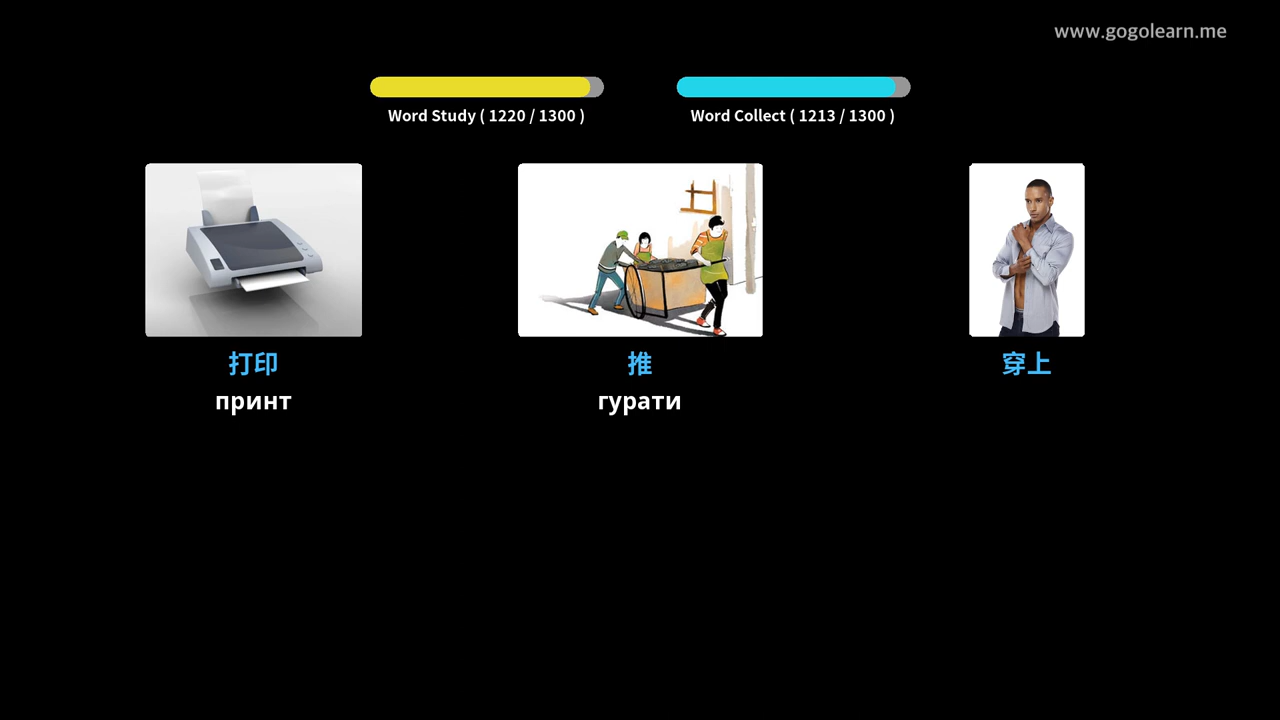 www.gogolearn.me
Word Study ( 1220 / 1300 )
Word Collect ( 1213 / 1300 )
打印
принт
推
гурати
穿上